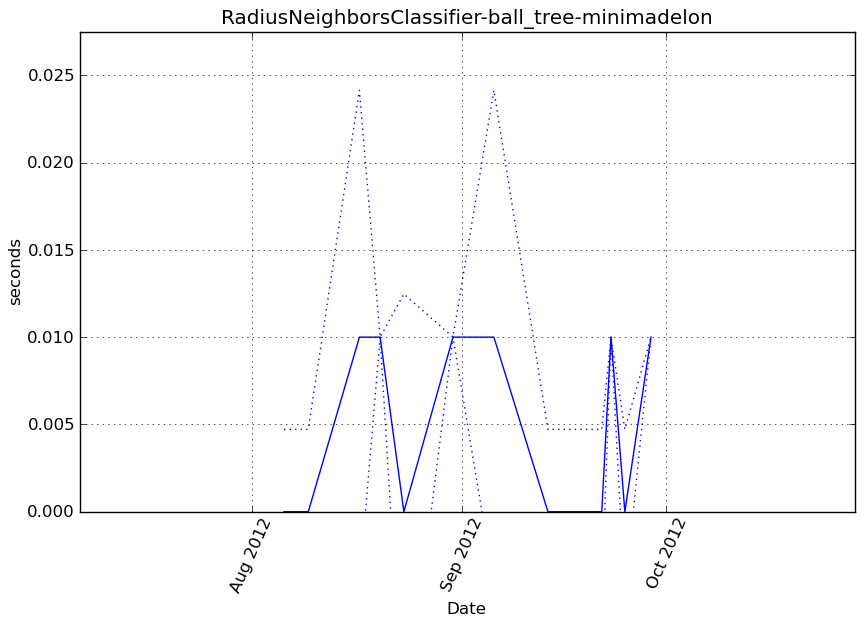 RadiusNeighborsClassifier-ball_tree-minimadelon
0.025
0.020
0.015
0.010
0.005
0.000
seconds
Aug 2012
Sep 2012
Oct 2012
Date